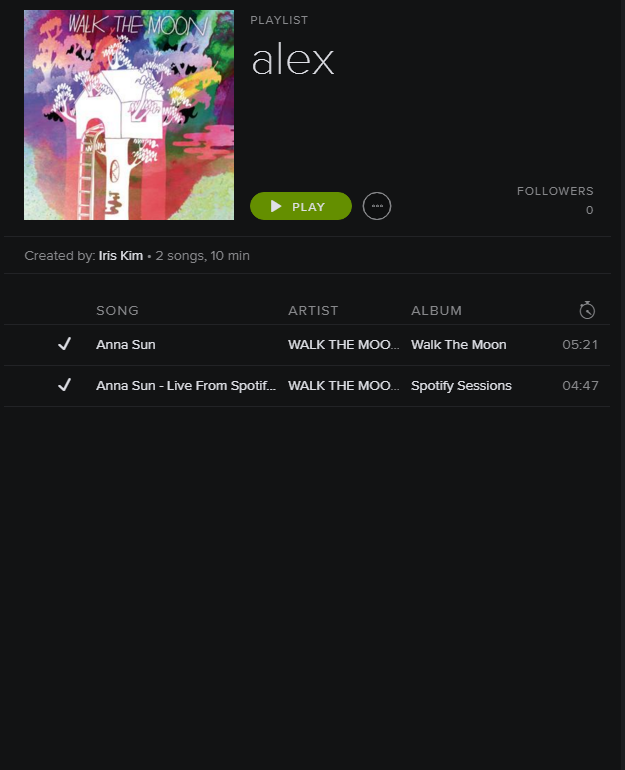 WALK THE MOON
PLAYLIST
alex
PLAY
FOLLOWERS
0
Created by: Iris Kim • 2 songs, 10 min
SONG ARTIST ALBUM
Anna Sun WALK THE MOO... Walk The Moon 05:21
Anna Sun - Live From Spotif... WALK THE MOO... Spotify Sessions 04:47